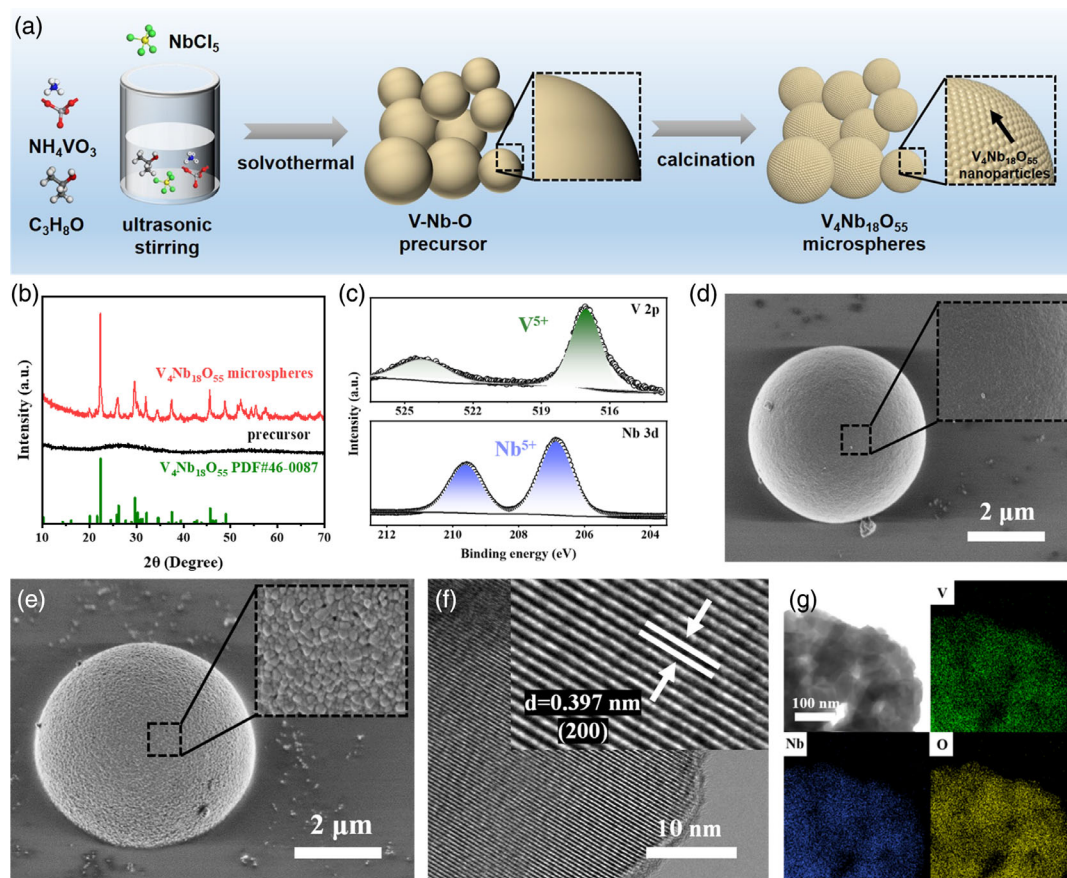 (a)
NbCl₅
NH₄VO₃
C₃H₈O
ultrasonic
stirring
solvothermal
V-Nb-O
precursor
calcination
V₄Nb₁₈O₅₅
nanoparticles
V₄Nb₁₈O₅₅
microspheres
(b)
Intensity (a.u.)
V₄Nb₁₈O₅₅ microspheres
precursor
V₄Nb₁₈O₅₅ PDF#46-0087
10 20 30 40 50 60 70
2θ (Degree)
(c)
Intensity (a.u.)
V 2p
V⁵⁺
525 522 519 516
Nb 3d
Nb⁵⁺
212 210 208 206 204
Binding energy (eV)
(d)
2 μm
(e)
2 μm
(f)
d=0.397 nm
(200)
10 nm
(g)
100 nm
V
Nb
O